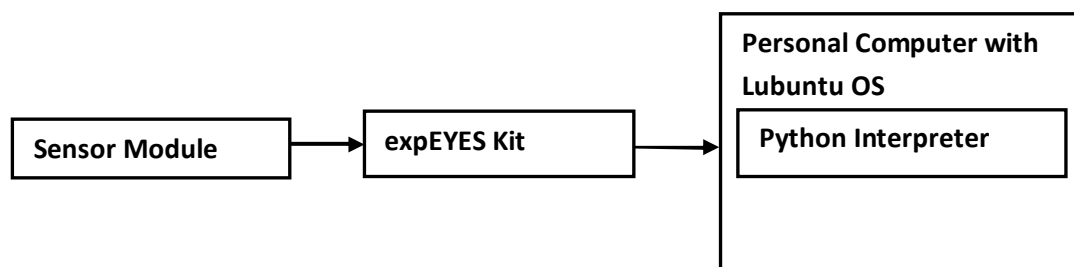 Personal Computer with
Lubuntu OS
Sensor Module
expEYES Kit
Python Interpreter